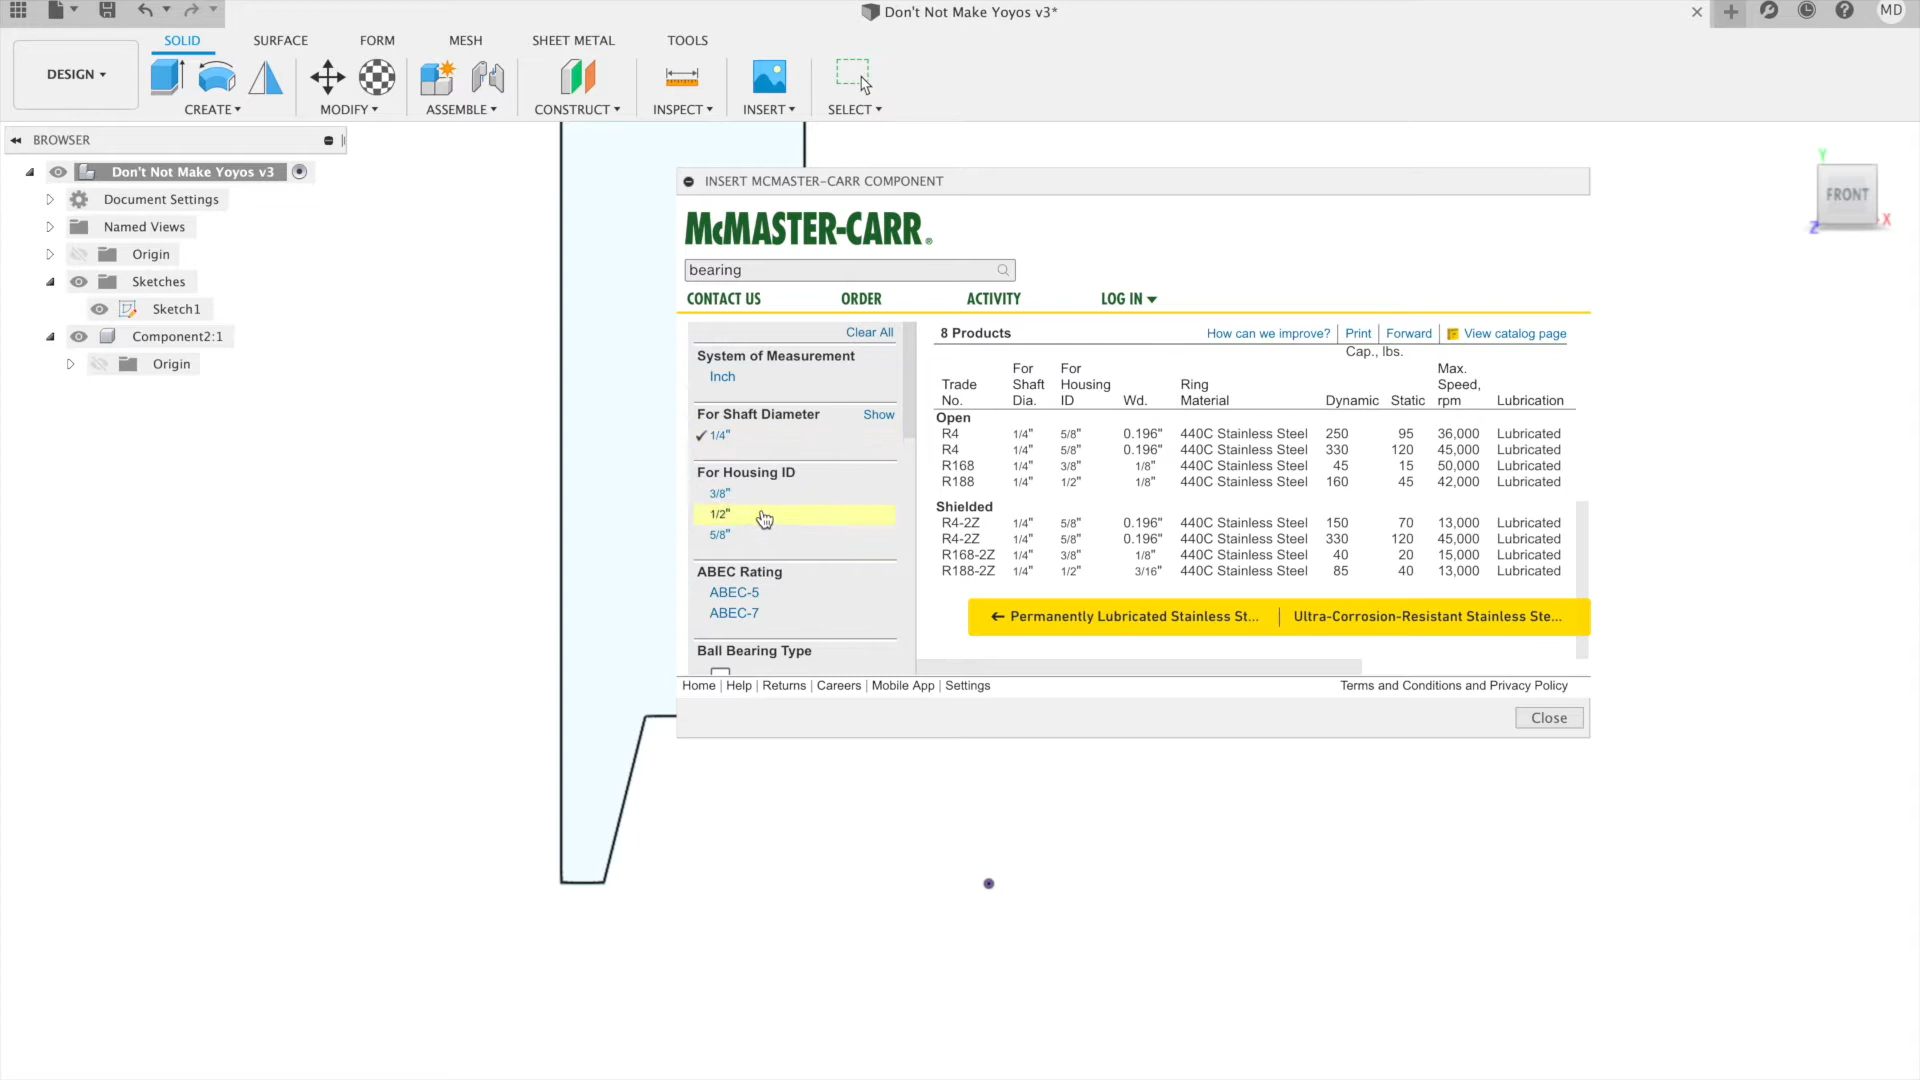 Don't Not Make Yoyos v3*
MD
SOLID SURFACE FORM MESH SHEET METAL TOOLS
DESIGN
CREATE MODIFY ASSEMBLE CONSTRUCT INSPECT INSERT SELECT
BROWSER
Don't Not Make Yoyos v3
Document Settings
Named Views
Origin
Sketches
Sketch1
Component2:1
Origin
Y
FRONT
X
Z
INSERT MCMASTER-CARR COMPONENT
McMASTER-CARR®
bearing
CONTACT US ORDER ACTIVITY LOG IN
Clear All
System of Measurement
Inch
For Shaft Diameter Show
1/4"
For Housing ID
3/8"
1/2"
5/8"
ABEC Rating
ABEC-5
ABEC-7
Ball Bearing Type
8 Products How can we improve? Print Forward View catalog page
Cap., lbs.
Trade No. For Shaft Dia. For Housing ID Wd. Ring Material Dynamic Static Max. Speed, rpm Lubrication
Open
R4 1/4" 5/8" 0.196" 440C Stainless Steel 250 95 36,000 Lubricated
R4 1/4" 5/8" 0.196" 440C Stainless Steel 330 120 45,000 Lubricated
R168 1/4" 3/8" 1/8" 440C Stainless Steel 45 15 50,000 Lubricated
R188 1/4" 1/2" 1/8" 440C Stainless Steel 160 45 42,000 Lubricated
Shielded
R4-2Z 1/4" 5/8" 0.196" 440C Stainless Steel 150 70 13,000 Lubricated
R4-2Z 1/4" 5/8" 0.196" 440C Stainless Steel 330 120 45,000 Lubricated
R168-2Z 1/4" 3/8" 1/8" 440C Stainless Steel 40 20 15,000 Lubricated
R188-2Z 1/4" 1/2" 3/16" 440C Stainless Steel 85 40 13,000 Lubricated
← Permanently Lubricated Stainless St... | Ultra-Corrosion-Resistant Stainless Ste...
Home | Help | Returns | Careers | Mobile App | Settings Terms and Conditions and Privacy Policy
Close